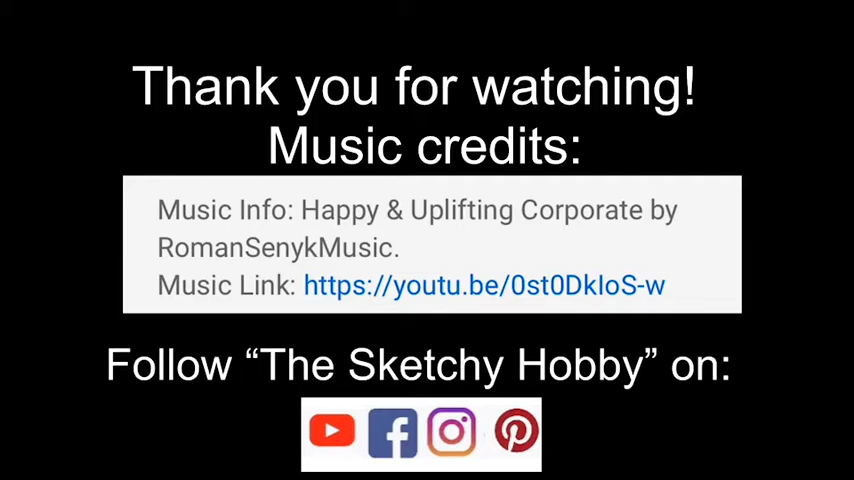 Thank you for watching!
Music credits:
Music Info: Happy & Uplifting Corporate by
RomanSenykMusic.
Music Link: https://youtu.be/0st0DkIoS-w
Follow “The Sketchy Hobby” on: